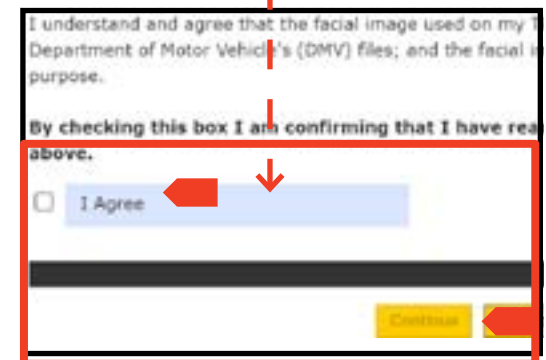 I understand and agree that the facial image used on my
Department of Motor Vehicle's (DMV) files; and the facial
purpose.
By checking this box I am confirming that I have
above.
I Agree
Continue